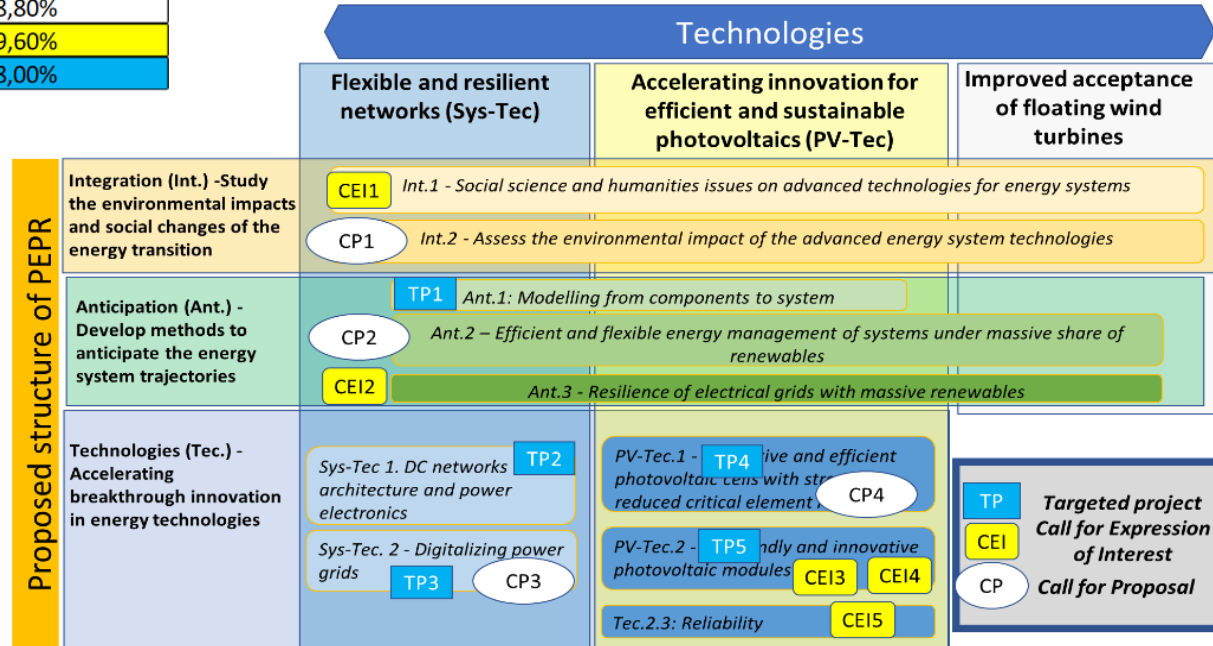 ,80%
9,60%
,00%
Technologies
Flexible and resilient
networks (Sys-Tec)
Accelerating innovation for
efficient and sustainable
photovoltaics (PV-Tec)
Improved acceptance
of floating wind
turbines
Proposed structure of PEPR
Integration (Int.) -Study
the environmental impacts
and social changes of the
energy transition
CEI1
Int.1 - Social science and humanities issues on advanced technologies for energy systems
CP1
Int.2 - Assess the environmental impact of the advanced energy system technologies
Anticipation (Ant.) -
Develop methods to
anticipate the energy
system trajectories
TP1
Ant.1: Modelling from components to system
CP2
Ant.2 – Efficient and flexible energy management of systems under massive share of
renewables
CEI2
Ant.3 - Resilience of electrical grids with massive renewables
Technologies (Tec.) -
Accelerating
breakthrough innovation
in energy technologies
Sys-Tec 1. DC networks
architecture and power
electronics
TP2
Sys-Tec. 2 - Digitalizing power
grids
TP3
CP3
PV-Tec.1 - and efficient
photovoltaic cells with
reduced critical element
TP4
CP4
PV-Tec.2 - and innovative
photovoltaic modules
TP5
CEI3
CEI4
Tec.2.3: Reliability
CEI5
TP
Targeted project
CEI
Call for Expression
of Interest
CP
Call for Proposal